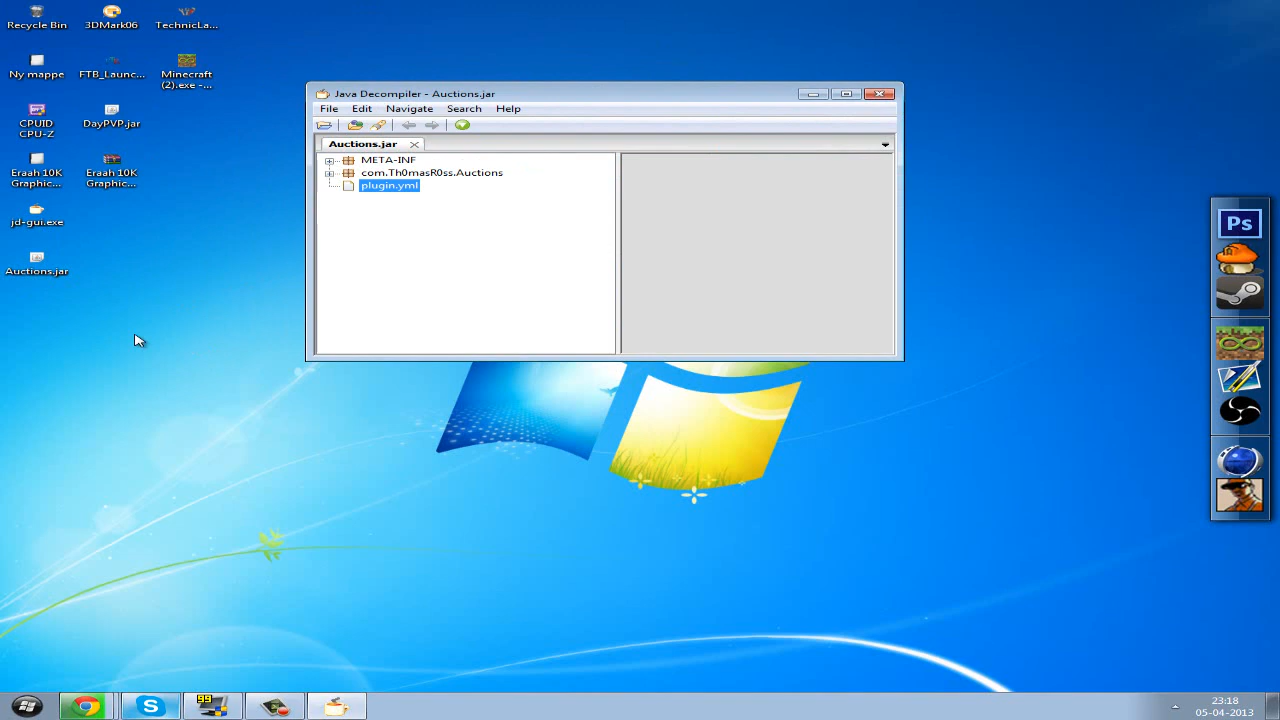 Recycle Bin
3DMark06
TechnicLa...
Ny mappe
FTB_Launc...
Minecraft
(2).exe -...
CPUID
CPU-Z
DayPVP.jar
Eraah 10K
Graphic...
Eraah 10K
Graphic...
jd-gui.exe
Auctions.jar
Java Decompiler - Auctions.jar
File Edit Navigate Search Help
Auctions.jar
META-INF
com.Th0masR0ss.Auctions
plugin.yml
Ps
S
99
23:18
05-04-2013